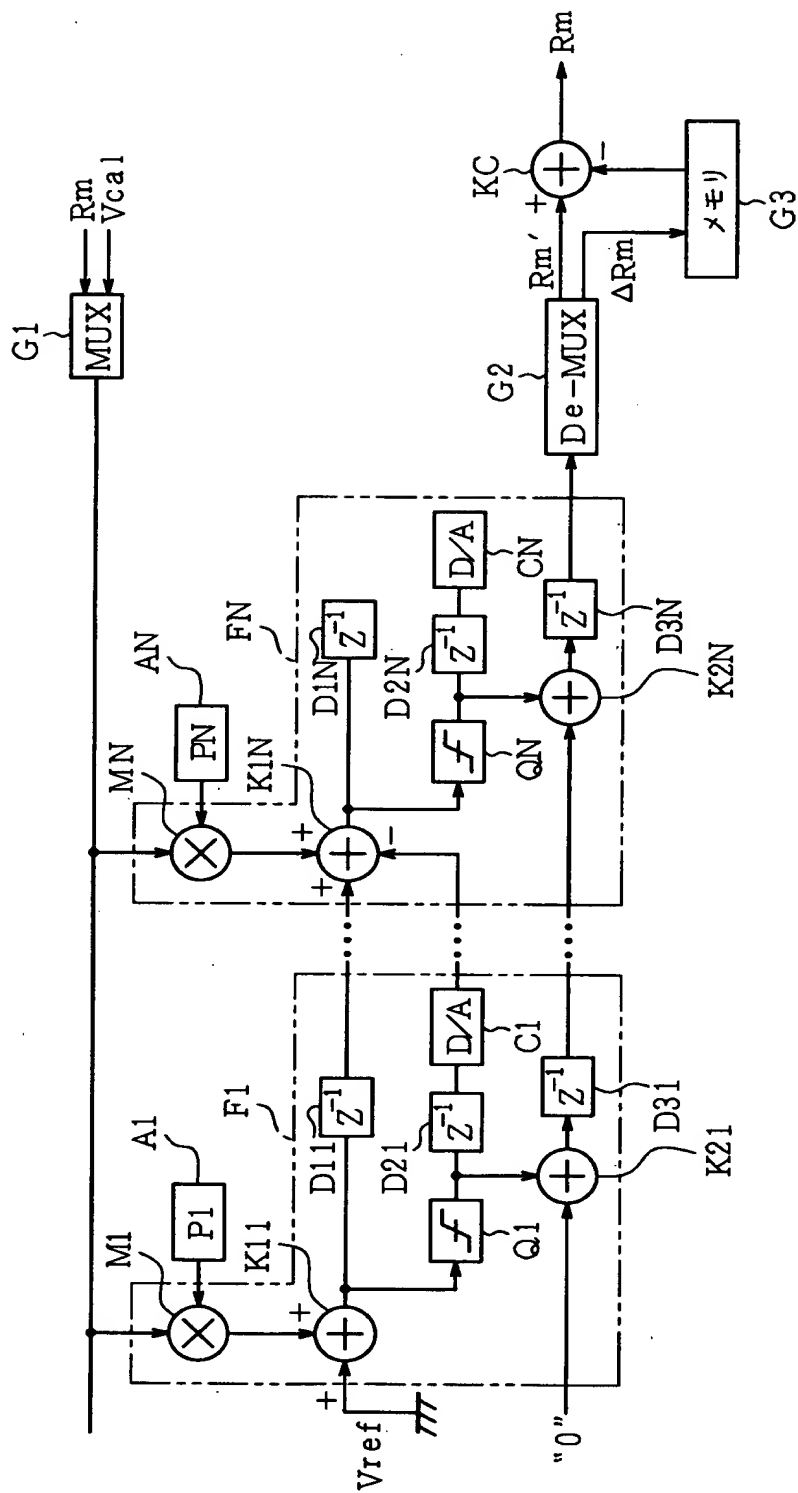 G1
MUX
Rm
Vcal
A1
P1
M1
K11
F1
D11
Z⁻¹
Vref
+
+
+
D21
Z⁻¹
D/A
C1
Q1
"0"
+
Z⁻¹
D31
K21
AN
PN
MN
K1N
FN
D1N
Z⁻¹
+
+
+
-
D2N
Z⁻¹
D/A
CN
QN
+
Z⁻¹
D3N
K2N
G2
De-MUX
Rm´
ΔRm
KC
+
+
-
Rm
メモリ
G3